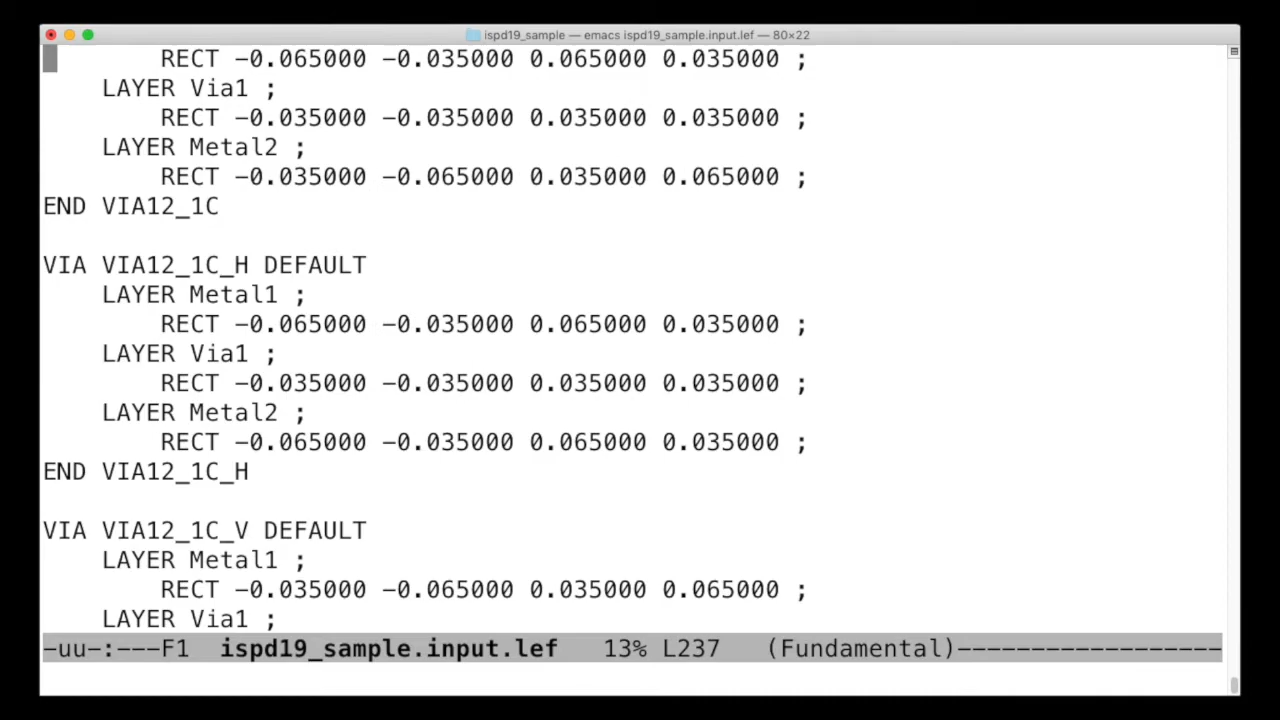 ispd19_sample — emacs ispd19_sample.input.lef — 80×22
RECT -0.065000 -0.035000 0.065000 0.035000 ;
LAYER Via1 ;
RECT -0.035000 -0.035000 0.035000 0.035000 ;
LAYER Metal2 ;
RECT -0.035000 -0.065000 0.035000 0.065000 ;
END VIA12_1C
VIA VIA12_1C_H DEFAULT
LAYER Metal1 ;
RECT -0.065000 -0.035000 0.065000 0.035000 ;
LAYER Via1 ;
RECT -0.035000 -0.035000 0.035000 0.035000 ;
LAYER Metal2 ;
RECT -0.065000 -0.035000 0.065000 0.035000 ;
END VIA12_1C_H
VIA VIA12_1C_V DEFAULT
LAYER Metal1 ;
RECT -0.035000 -0.065000 0.035000 0.065000 ;
LAYER Via1 ;
-uu-:---F1 ispd19_sample.input.lef 13% L237 (Fundamental)------------------